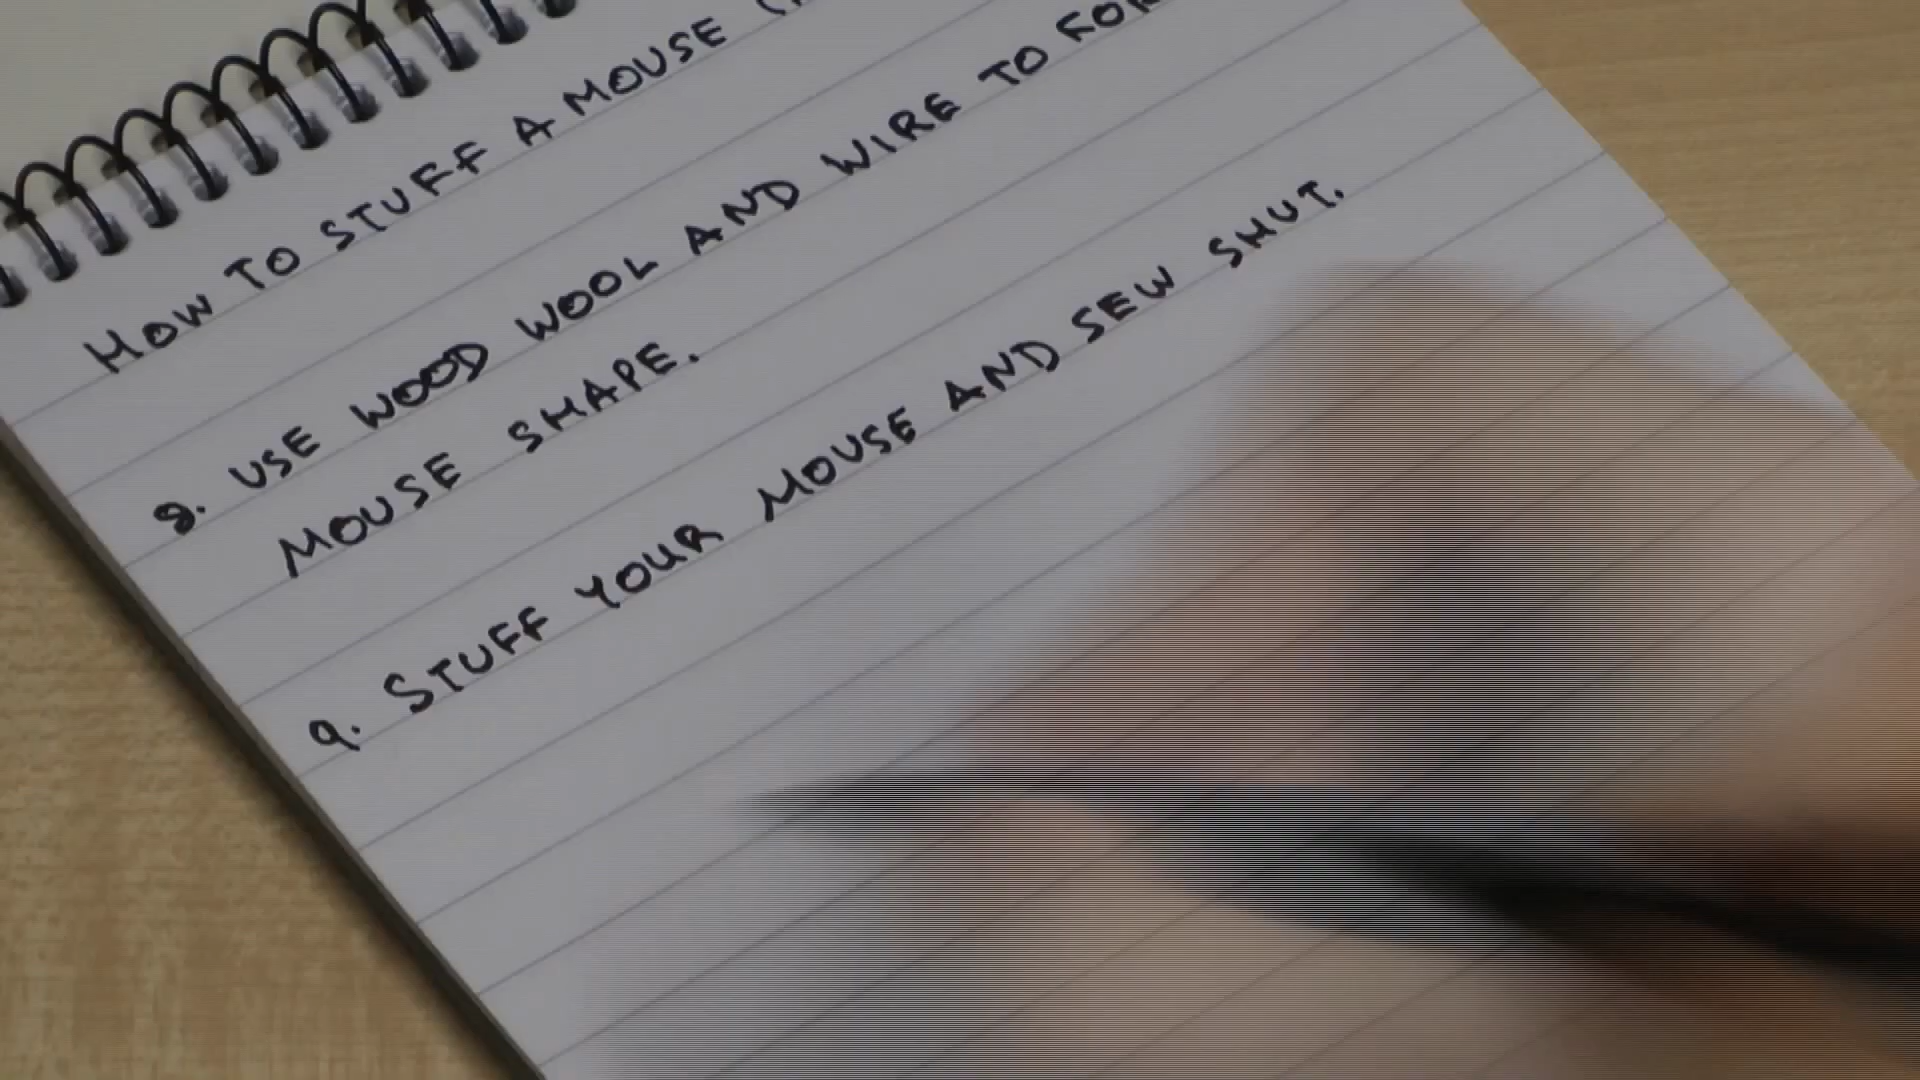 HOW TO STUFF A MOUSE
8. USE WOOD WOOL AND WIRE TO
MOUSE SHAPE.
9. STUFF YOUR MOUSE AND SEW SHUT.